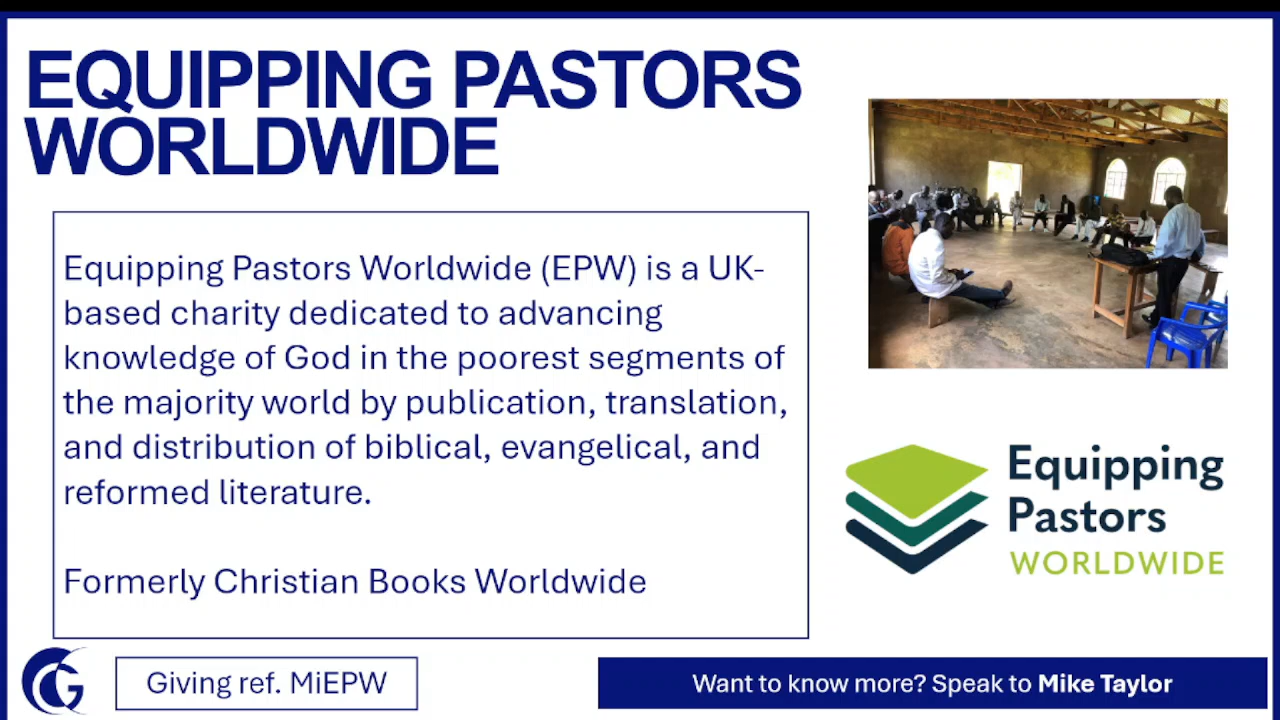 EQUIPPING PASTORS
WORLDWIDE
Equipping Pastors Worldwide (EPW) is a UK-
based charity dedicated to advancing
knowledge of God in the poorest segments of
the majority world by publication, translation,
and distribution of biblical, evangelical, and
reformed literature.
Formerly Christian Books Worldwide
Equipping
Pastors
WORLDWIDE
G
Giving ref. MiEPW
Want to know more? Speak to Mike Taylor